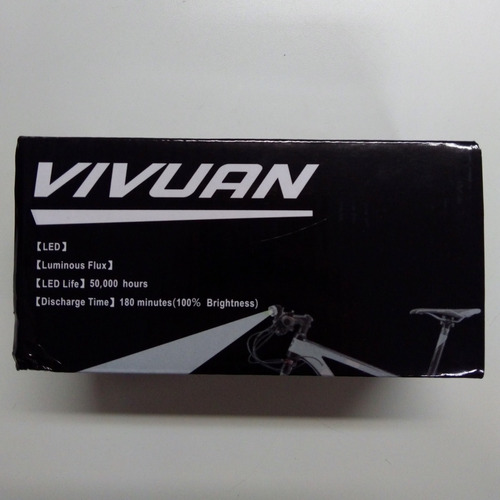 VIVUAN
【LED】
【Luminous Flux】
【LED Life】50,000 hours
【Discharge Time】180 minutes(100% Brightness)